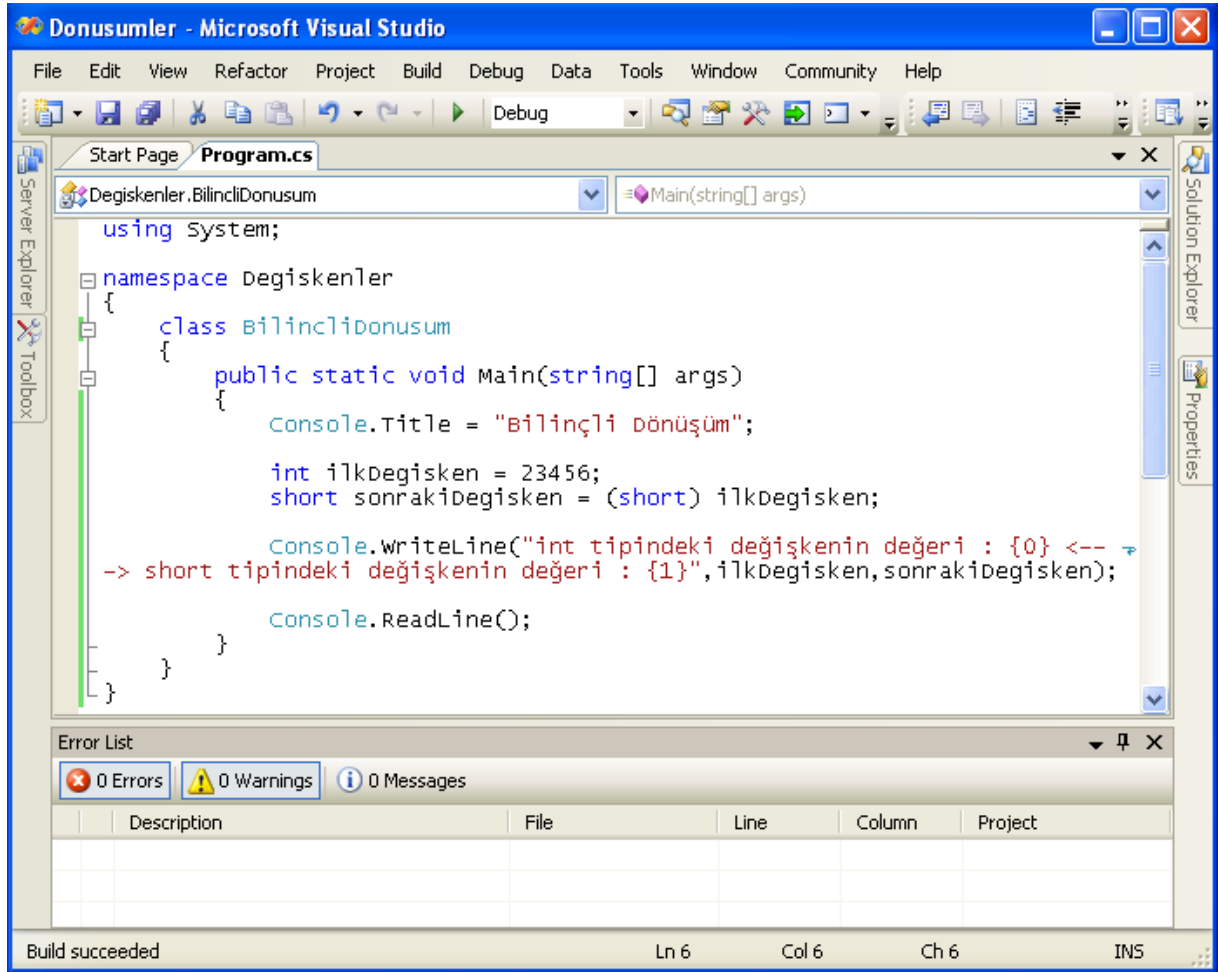 Donusumler - Microsoft Visual Studio
File Edit View Refactor Project Build Debug Data Tools Window Community Help
Debug
Server Explorer
Toolbox
Start Page Program.cs
Degiskenler.BilincliDonusum Main(string[] args)
using System;
namespace Degiskenler
{
class BilincliDonusum
{
public static void Main(string[] args)
{
Console.Title = "Bilinçli Dönüşüm";
int ilkDegisken = 23456;
short sonrakiDegisken = (short) ilkDegisken;
Console.WriteLine("int tipindeki değişkenin değeri : {0} <--
-> short tipindeki değişkenin değeri : {1}",ilkDegisken,sonrakiDegisken);
Console.ReadLine();
}
}
}
Solution Explorer
Properties
Error List
0 Errors 0 Warnings 0 Messages
Description File Line Column Project
Build succeeded Ln 6 Col 6 Ch 6 INS